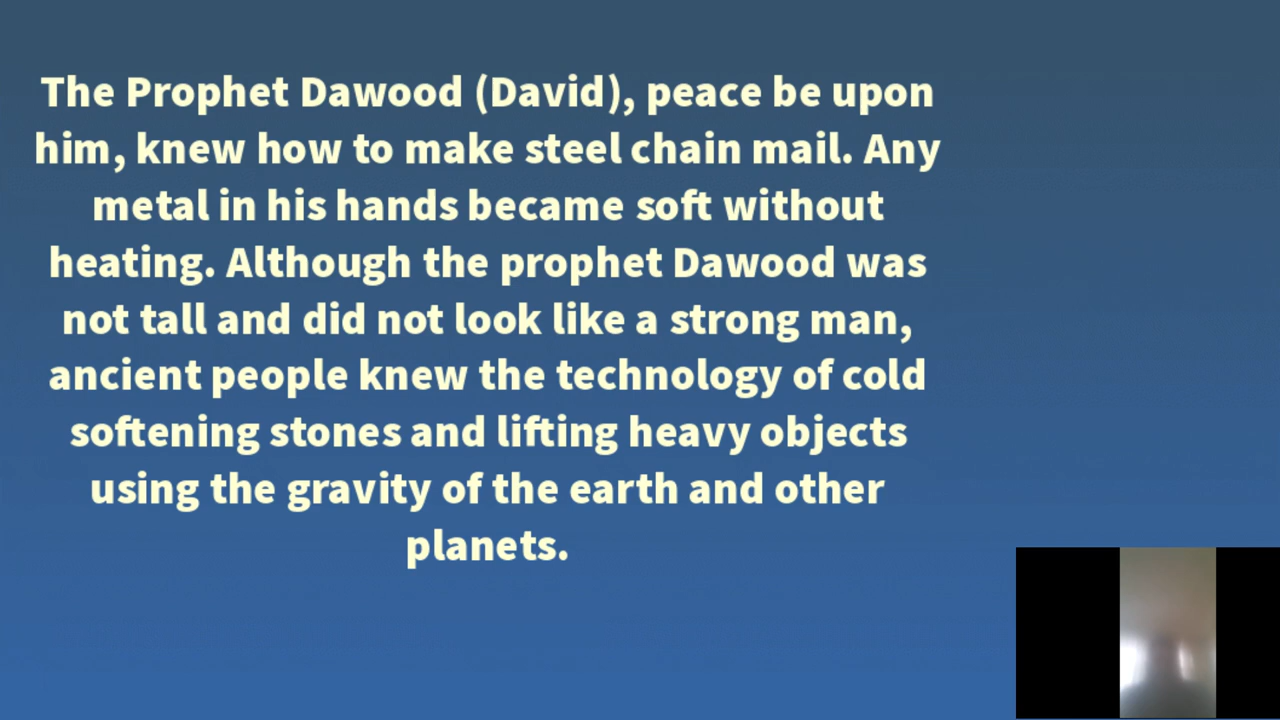 The Prophet Dawood (David), peace be upon
him, knew how to make steel chain mail. Any
metal in his hands became soft without
heating. Although the prophet Dawood was
not tall and did not look like a strong man,
ancient people knew the technology of cold
softening stones and lifting heavy objects
using the gravity of the earth and other
planets.